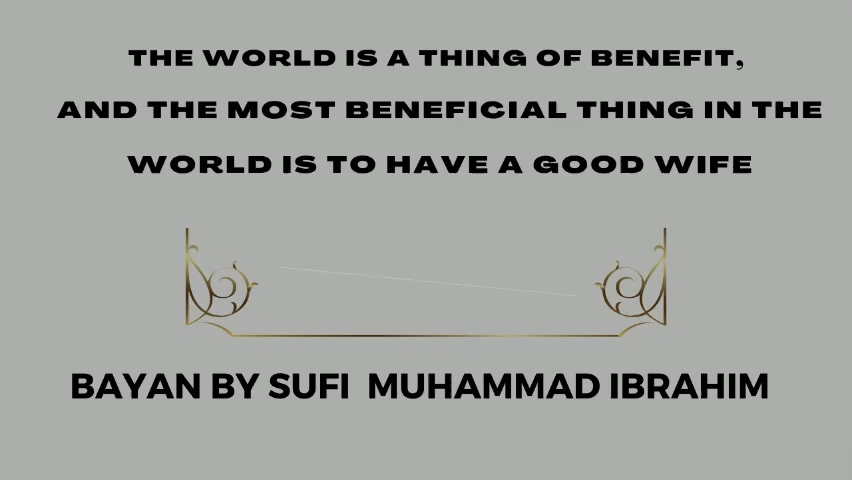 THE WORLD IS A THING OF BENEFIT,
AND THE MOST BENEFICIAL THING IN THE
WORLD IS TO HAVE A GOOD WIFE
BAYAN BY SUFI MUHAMMAD IBRAHIM